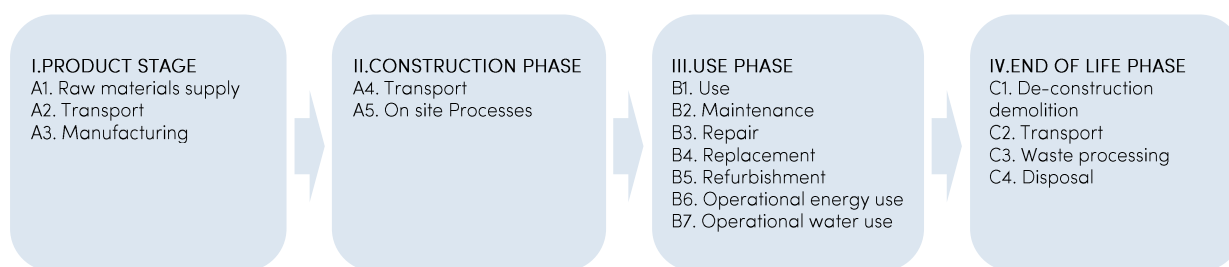 I.PRODUCT STAGE
A1. Raw materials supply
A2. Transport
A3. Manufacturing
II.CONSTRUCTION PHASE
A4. Transport
A5. On site Processes
III.USE PHASE
B1. Use
B2. Maintenance
B3. Repair
B4. Replacement
B5. Refurbishment
B6. Operational energy use
B7. Operational water use
IV.END OF LIFE PHASE
C1. De-construction
demolition
C2. Transport
C3. Waste processing
C4. Disposal